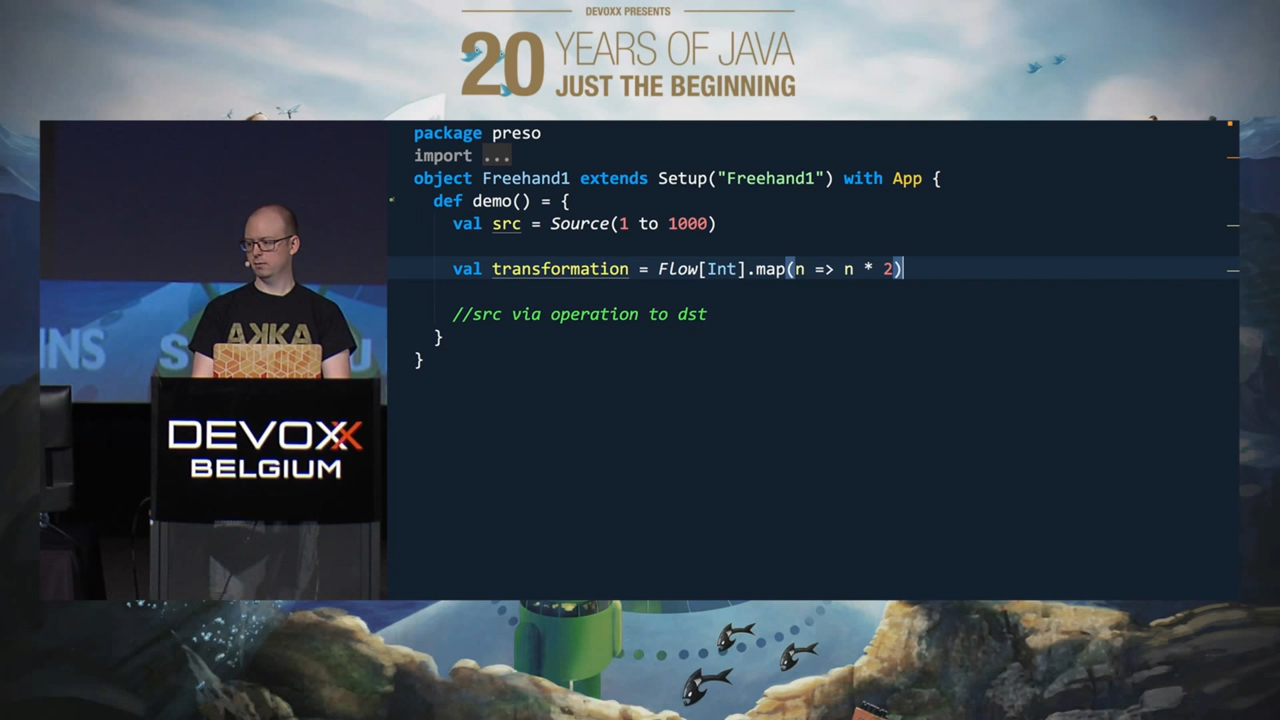 DEVOXX PRESENTS
20 YEARS OF JAVA
JUST THE BEGINNING
package preso
import ...
object Freehand1 extends Setup("Freehand1") with App {
def demo() = {
val src = Source(1 to 1000)
val transformation = Flow[Int].map(n => n * 2)
//src via operation to dst
}
}
AKKA
DEVOXX
BELGIUM